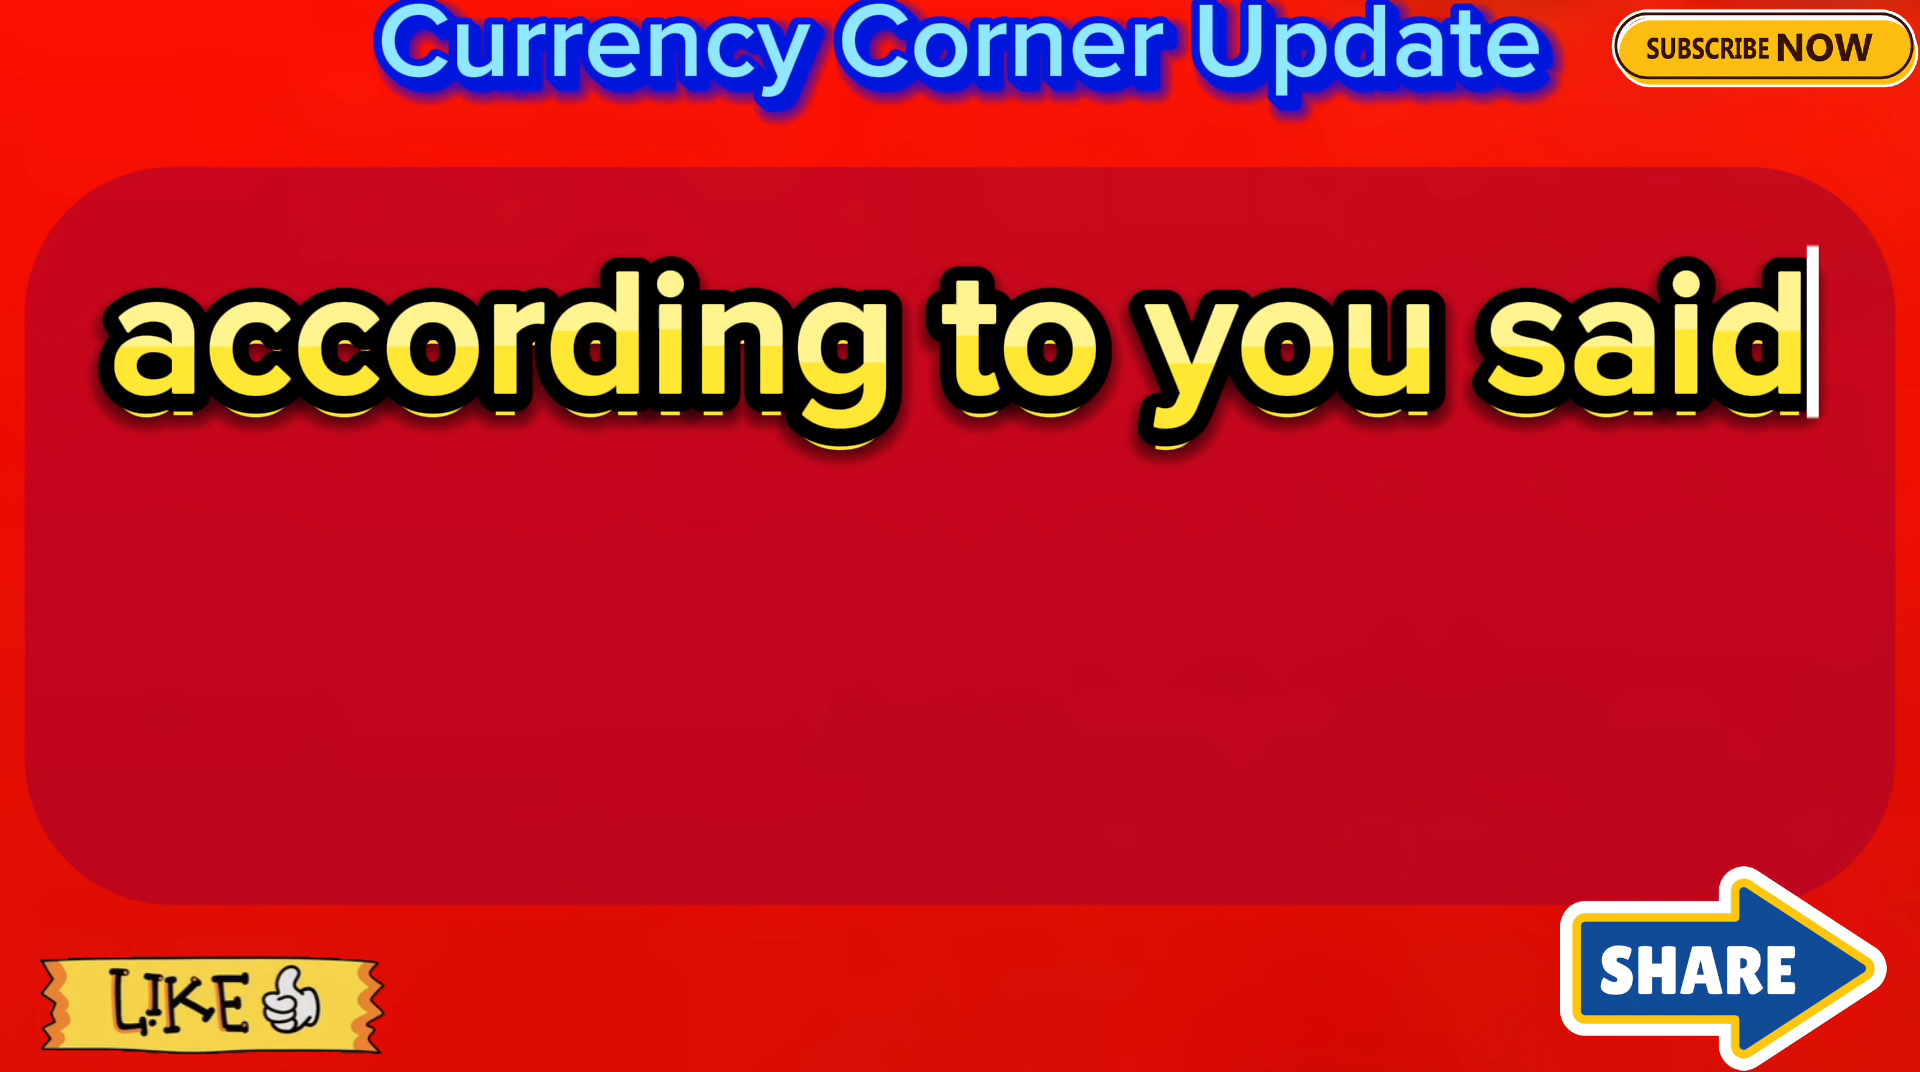 Currency Corner Update
SUBSCRIBE NOW
according to you said
LIKE
SHARE